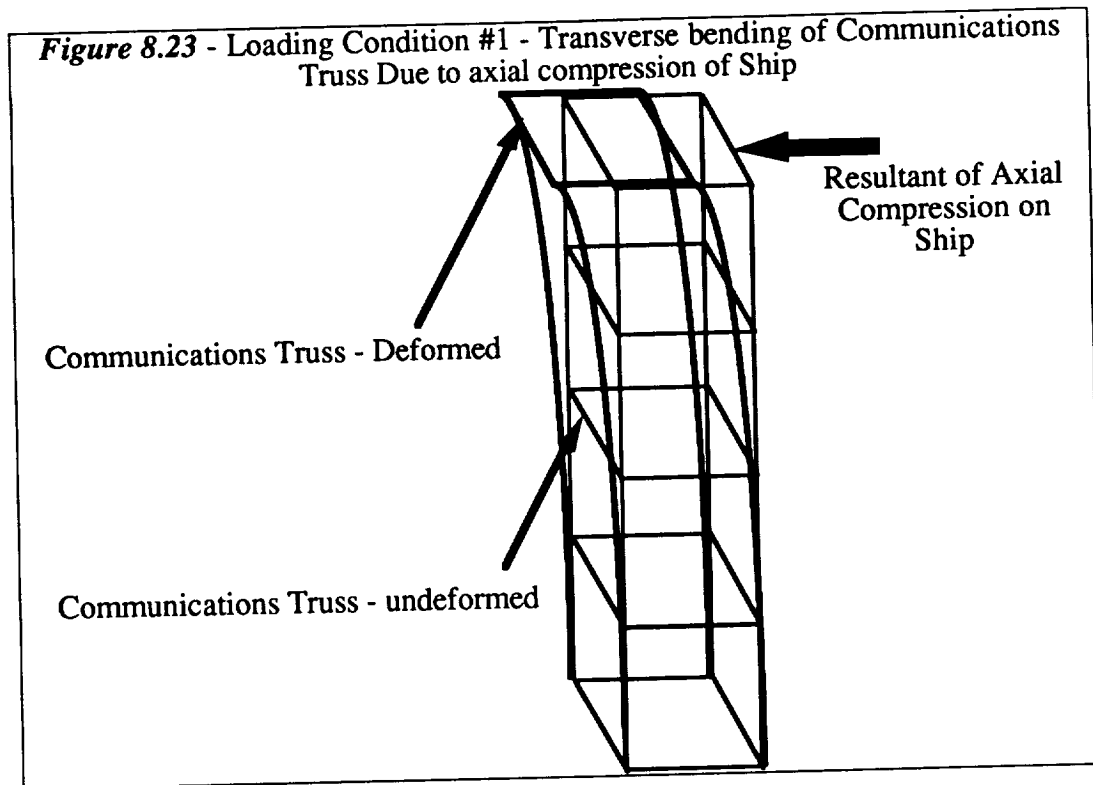 Figure 8.23 - Loading Condition #1 - Transverse bending of Communications
Truss Due to axial compression of Ship
Resultant of Axial
Compression on
Ship
Communications Truss - Deformed
Communications Truss - undeformed